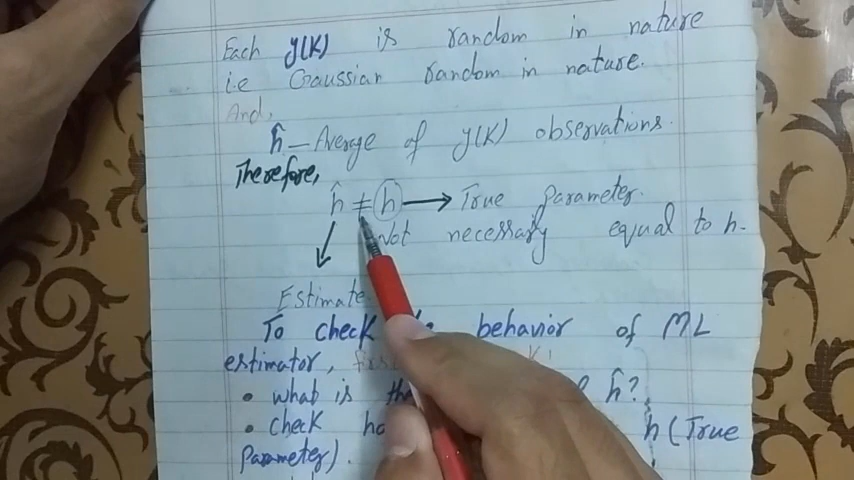 Each y(K) is random in nature
i.e Gaussian random in nature.
And,
ĥ – Average of y(K) observations.
Therefore,
ĥ ≠ h → True parameter.
Not necessary equal to h.
Estimate
To check behavior of ML
estimator,
• what is ĥ?
• check h (True
parameter).